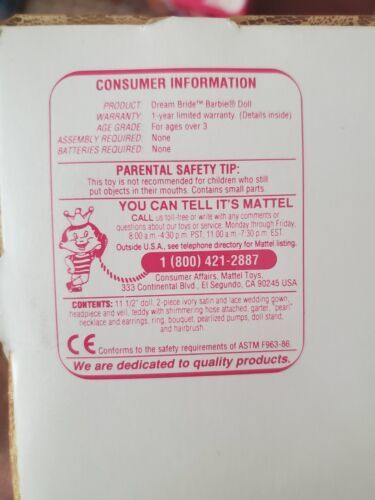 CONSUMER INFORMATION
PRODUCT: Dream Bride™ Barbie® Doll
WARRANTY: 1-year limited warranty. (Details inside)
AGE GRADE: For ages over 3
ASSEMBLY REQUIRED: None
BATTERIES REQUIRED: None
PARENTAL SAFETY TIP:
This toy is not recommended for children who still
put objects in their mouths. Contains small parts.
YOU CAN TELL IT'S MATTEL
CALL us toll-free or write with any comments or
questions about our toys or service. Monday through Friday,
8:00 a.m.-4:30 p.m. PST; 11:00 a.m.-7:30 p.m. EST.
Outside U.S.A., see telephone directory for Mattel listing.
1 (800) 421-2887
Consumer Affairs, Mattel Toys,
333 Continental Blvd., El Segundo, CA 90245 USA
CONTENTS: 11 1/2" doll, 2-piece ivory satin and lace wedding gown,
headpiece and veil, teddy with shimmering hose attached, garter, "pearl"
necklace and earrings, ring, bouquet, pearlized pumps, doll stand,
and hairbrush.
CE Conforms to the safety requirements of ASTM F963-86.
We are dedicated to quality products.